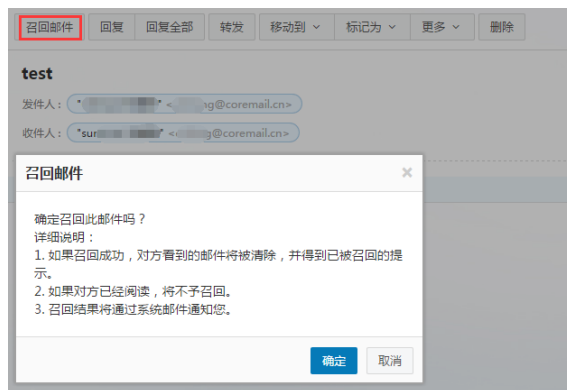 召回邮件 回复 回复全部 转发 移动到 标记为 更多 删除
test
发件人： " " < g@coremail.cn>
收件人： "sur " < g@coremail.cn>
召回邮件 ×
确定召回此邮件吗？
详细说明：
1. 如果召回成功，对方看到的邮件将被清除，并得到已被召回的提
示。
2. 如果对方已经阅读，将不予召回。
3. 召回结果将通过系统邮件通知您。
确定 取消